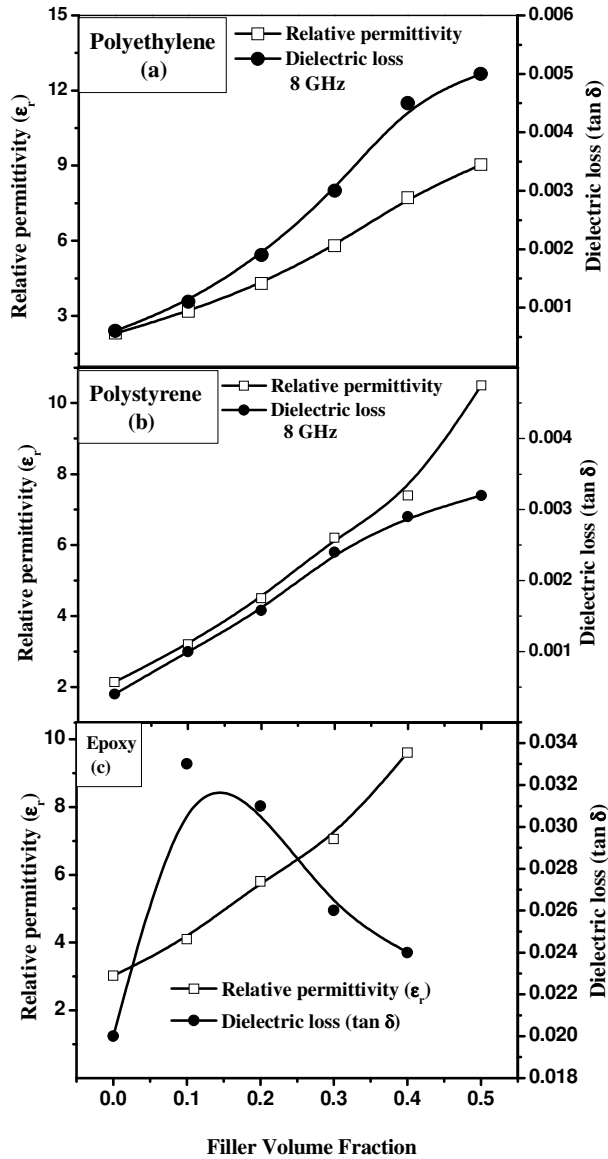 Polyethylene
(a)
Relative permittivity
Dielectric loss
8 GHz
15
12
9
6
3
Relative permittivity (εr)
0.006
0.005
0.004
0.003
0.002
0.001
Dielectric loss (tan δ)
Polystyrene
(b)
Relative permittivity
Dielectric loss
8 GHz
10
8
6
4
2
Relative permittivity (εr)
0.004
0.003
0.002
0.001
Dielectric loss (tan δ)
Epoxy
(c)
Relative permittivity (εr)
Dielectric loss (tan δ)
10
8
6
4
2
Relative permittivity (εr)
0.034
0.032
0.030
0.028
0.026
0.024
0.022
0.020
0.018
Dielectric loss (tan δ)
0.0 0.1 0.2 0.3 0.4 0.5
Filler Volume Fraction